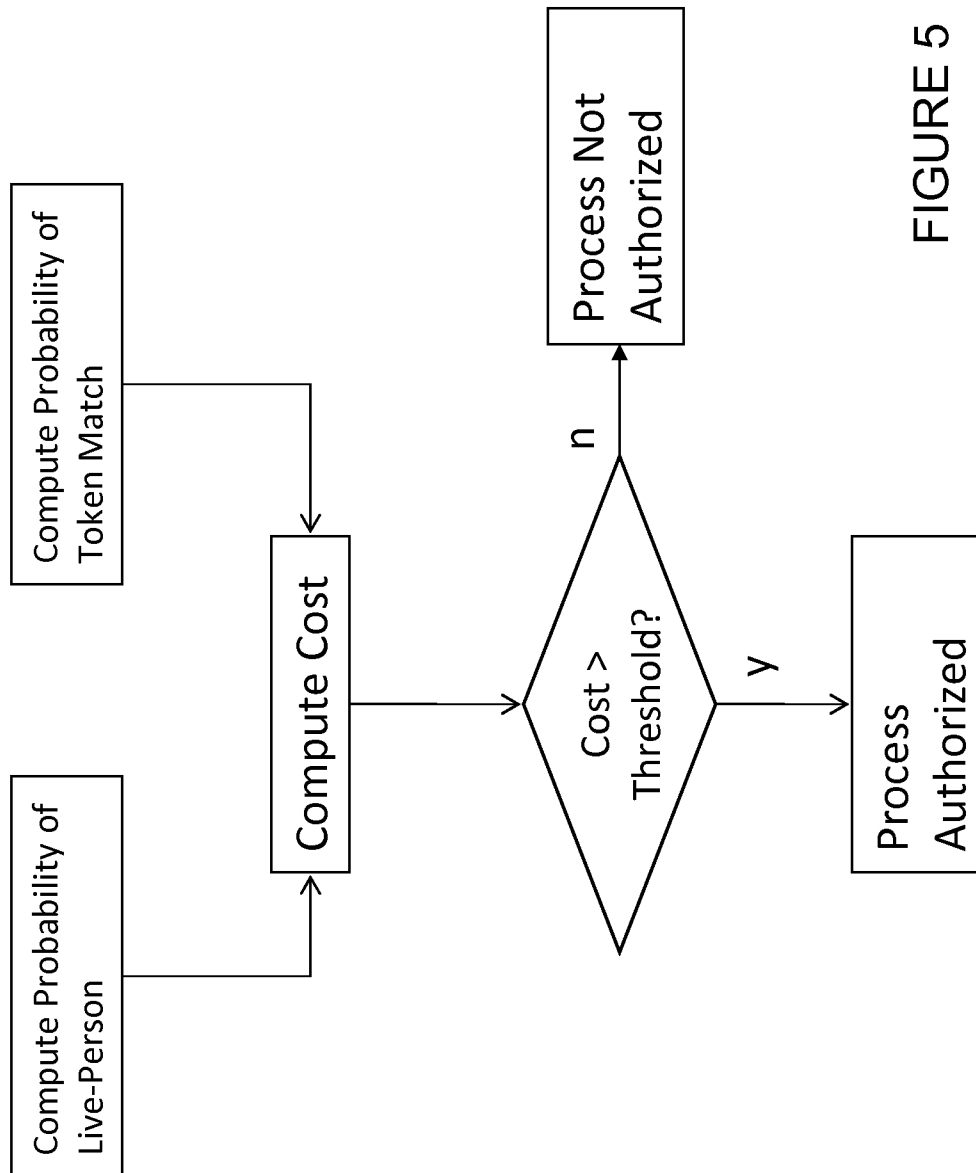 Compute Probability of
Live-Person
Compute Probability of
Token Match
Compute Cost
Cost >
Threshold?
n
Process Not
Authorized
y
Process
Authorized
FIGURE 5